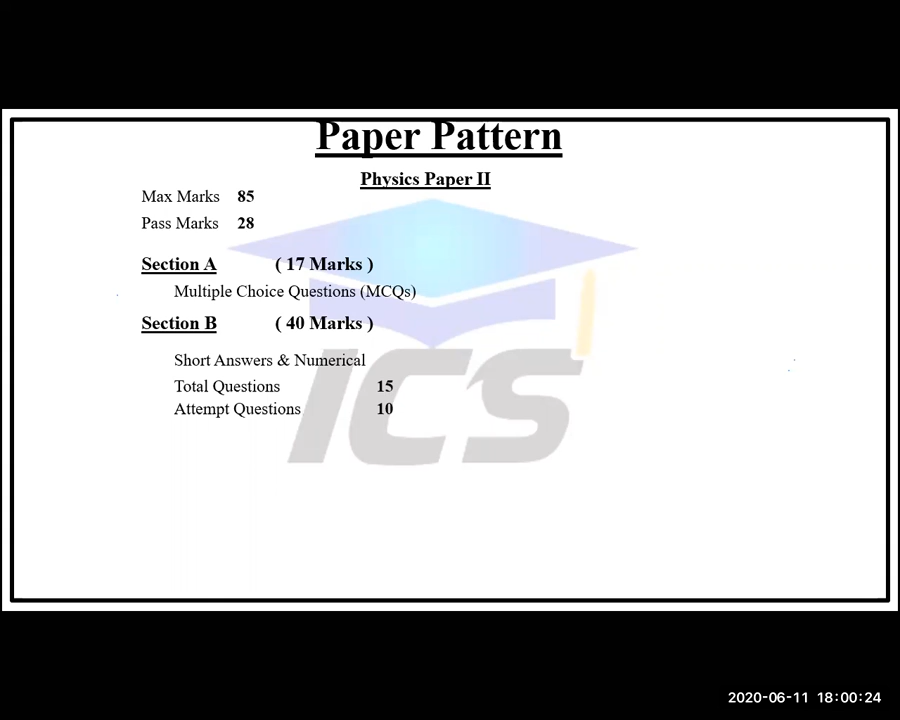 Paper Pattern
Physics Paper II
Max Marks 85
Pass Marks 28
Section A ( 17 Marks )
Multiple Choice Questions (MCQs)
Section B ( 40 Marks )
Short Answers & Numerical
Total Questions 15
Attempt Questions 10
ICS
2020-06-11 18:00:24